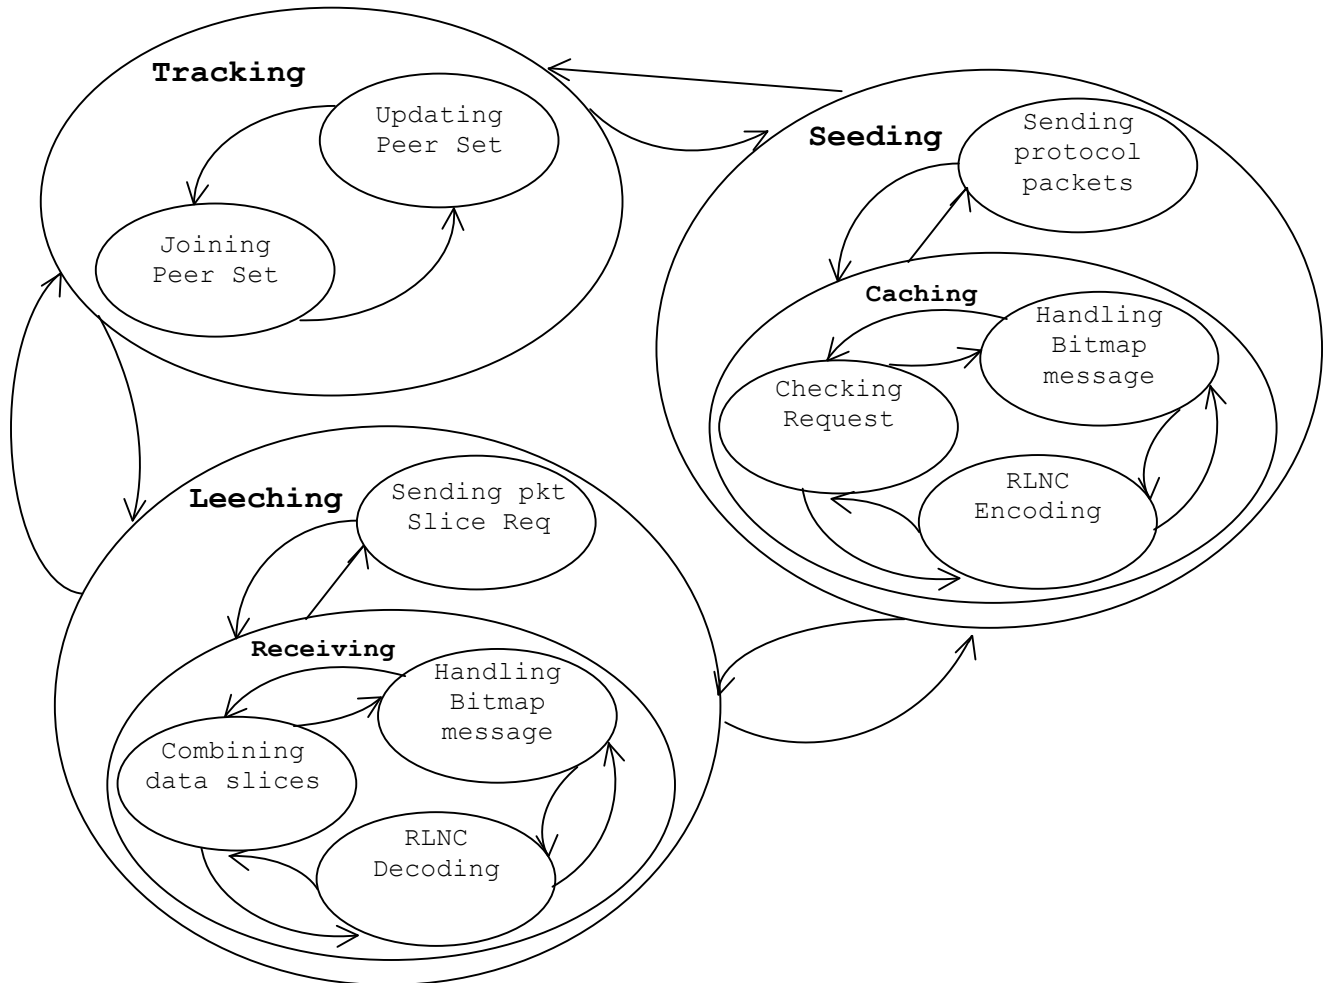 Tracking
Updating
Peer Set
Joining
Peer Set
Seeding
Sending
protocol
packets
Caching
Handling
Bitmap
message
Checking
Request
RLNC
Encoding
Leeching
Sending pkt
Slice Req
Receiving
Handling
Bitmap
message
Combining
data slices
RLNC
Decoding